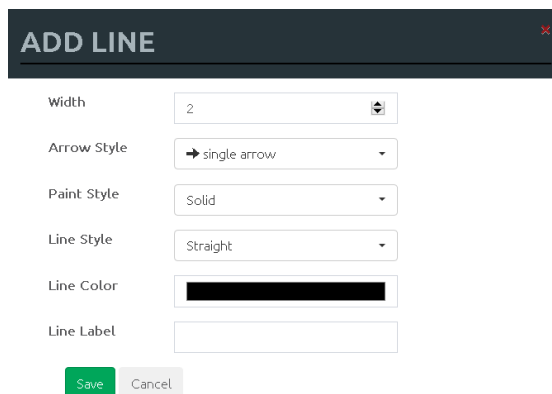 ADD LINE
Width
2
Arrow Style
single arrow
Paint Style
Solid
Line Style
Straight
Line Color
Line Label
Save Cancel